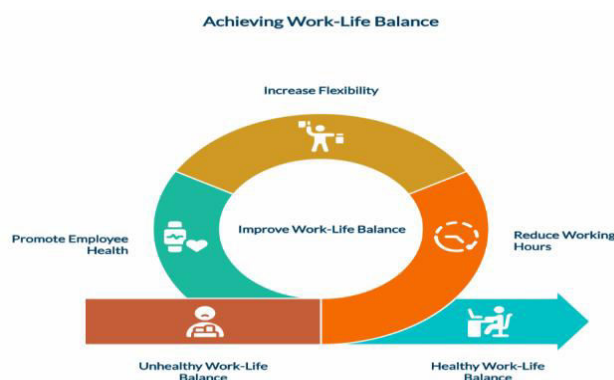 Achieving Work-Life Balance
Increase Flexibility
Promote Employee
Health
Improve Work-Life Balance
Reduce Working
Hours
Unhealthy Work-Life
Balance
Healthy Work-Life
Balance